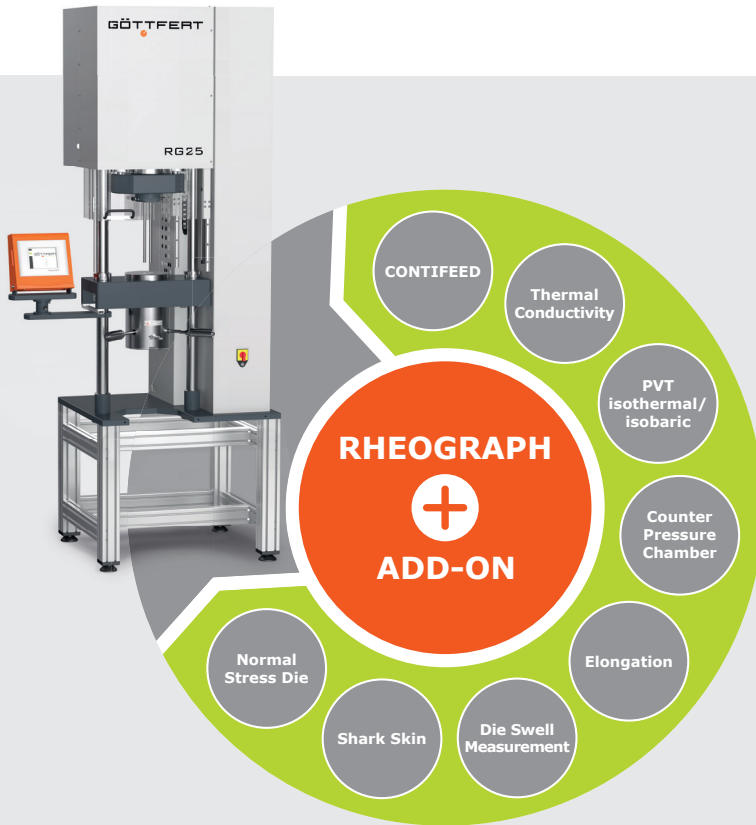 GÖTTFERT
RG25
GÖTTFERT
CONTIFEED
Thermal
Conductivity
PVT
isothermal/
isobaric
Counter
Pressure
Chamber
Elongation
Die Swell
Measurement
Shark Skin
Normal
Stress Die
RHEOGRAPH
ADD-ON